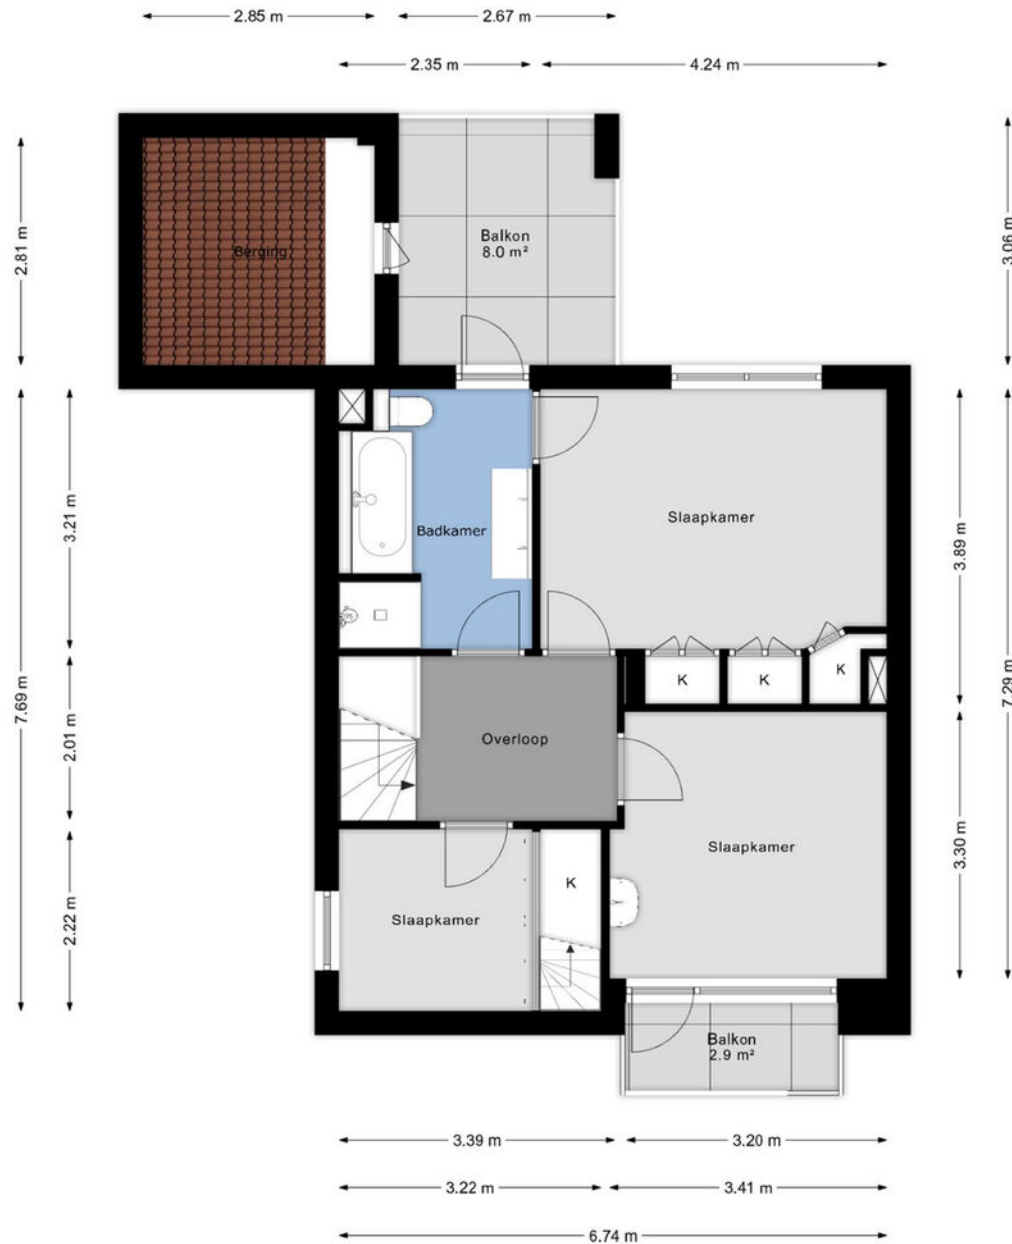 2.85 m
2.67 m
2.35 m
4.24 m
2.81 m
3.06 m
Berging
Balkon
8.0 m²
3.21 m
Badkamer
Slaapkamer
3.89 m
7.69 m
7.29 m
K
K
K
2.01 m
Overloop
Slaapkamer
3.30 m
2.22 m
Slaapkamer
K
Balkon
2.9 m²
3.39 m
3.20 m
3.22 m
3.41 m
6.74 m